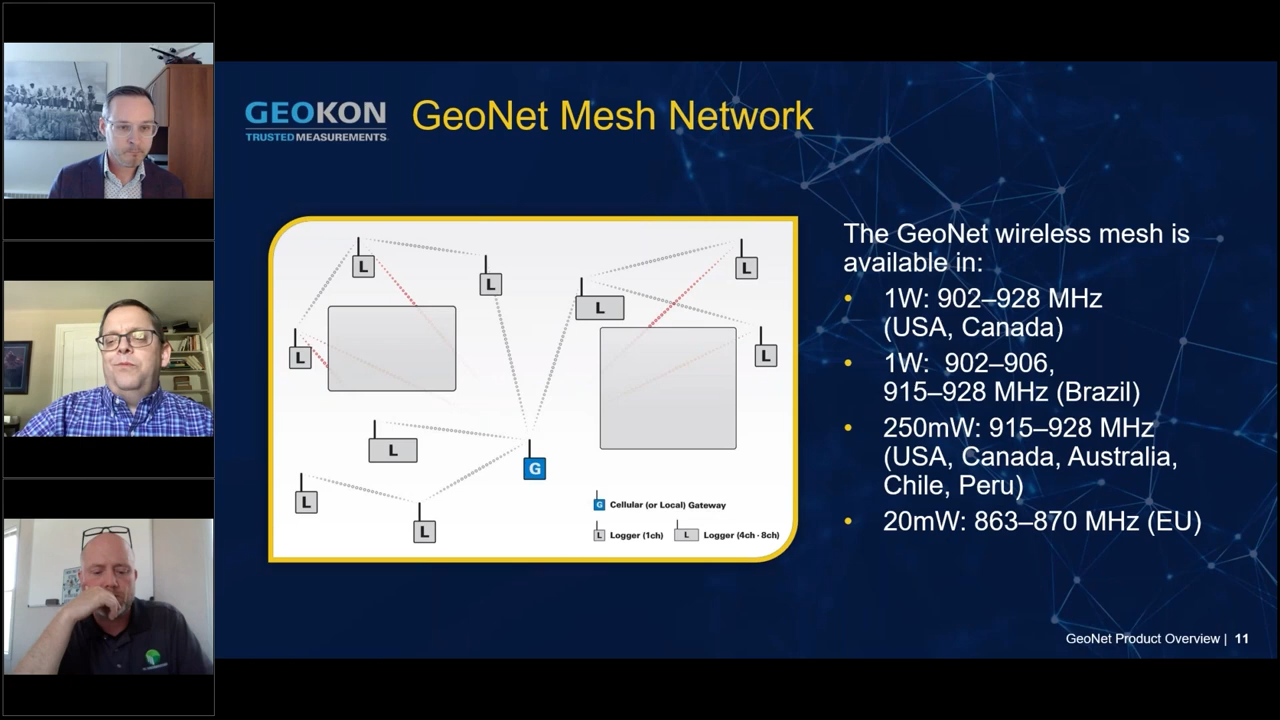 GEOKON
TRUSTED MEASUREMENTS
GeoNet Mesh Network
L
L
L
L
L
L
L
L
L
L
G
G Cellular (or Local) Gateway
L Logger (1ch) L Logger (4ch - 8ch)
The GeoNet wireless mesh is
available in:
• 1W: 902–928 MHz
(USA, Canada)
• 1W: 902–906,
915–928 MHz (Brazil)
• 250mW: 915–928 MHz
(USA, Canada, Australia,
Chile, Peru)
• 20mW: 863–870 MHz (EU)
GeoNet Product Overview | 11